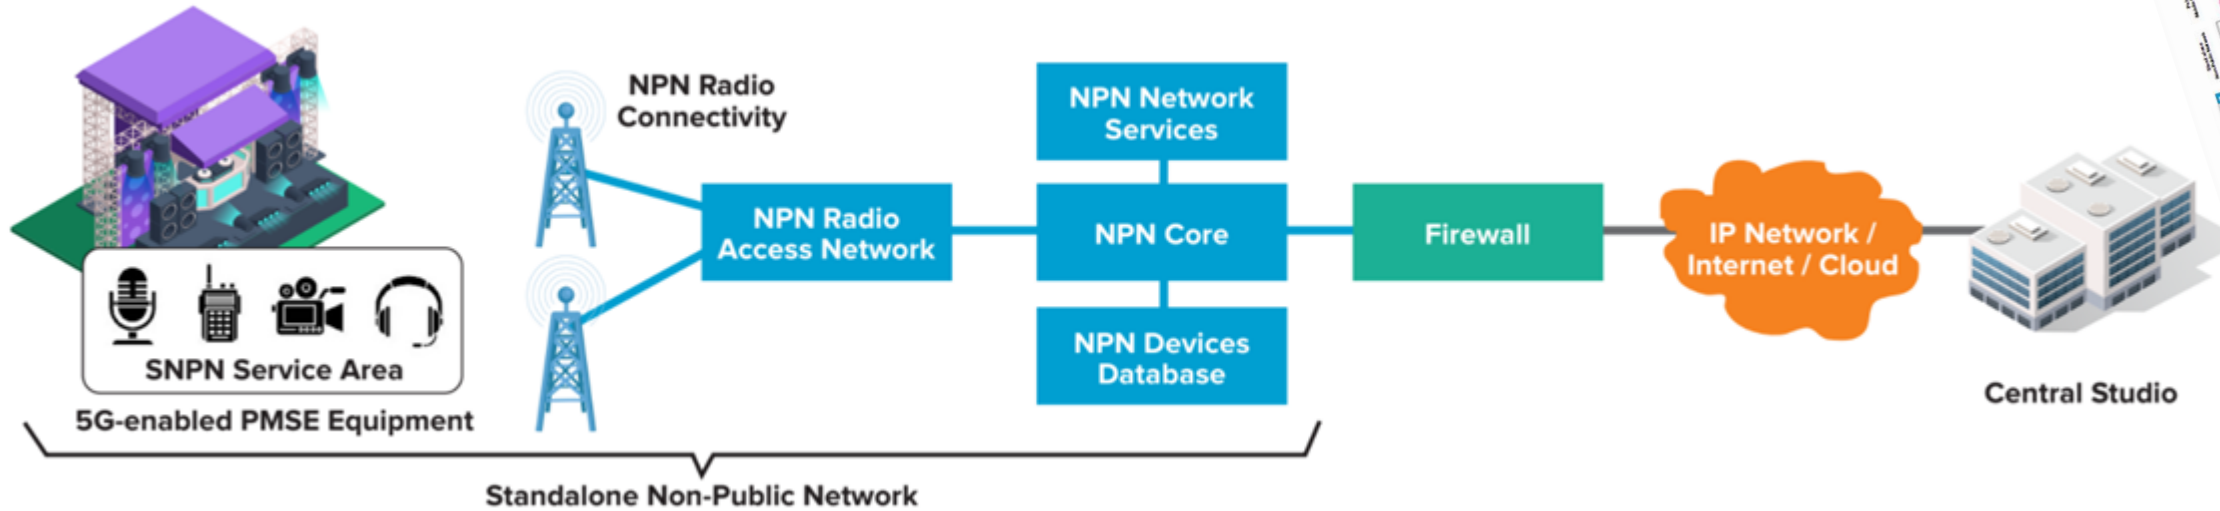 NPN Radio
Connectivity
NPN Network
Services
NPN Radio
Access Network
NPN Core
Firewall
IP Network /
Internet / Cloud
NPN Devices
Database
SNPN Service Area
5G-enabled PMSE Equipment
Central Studio
Standalone Non-Public Network